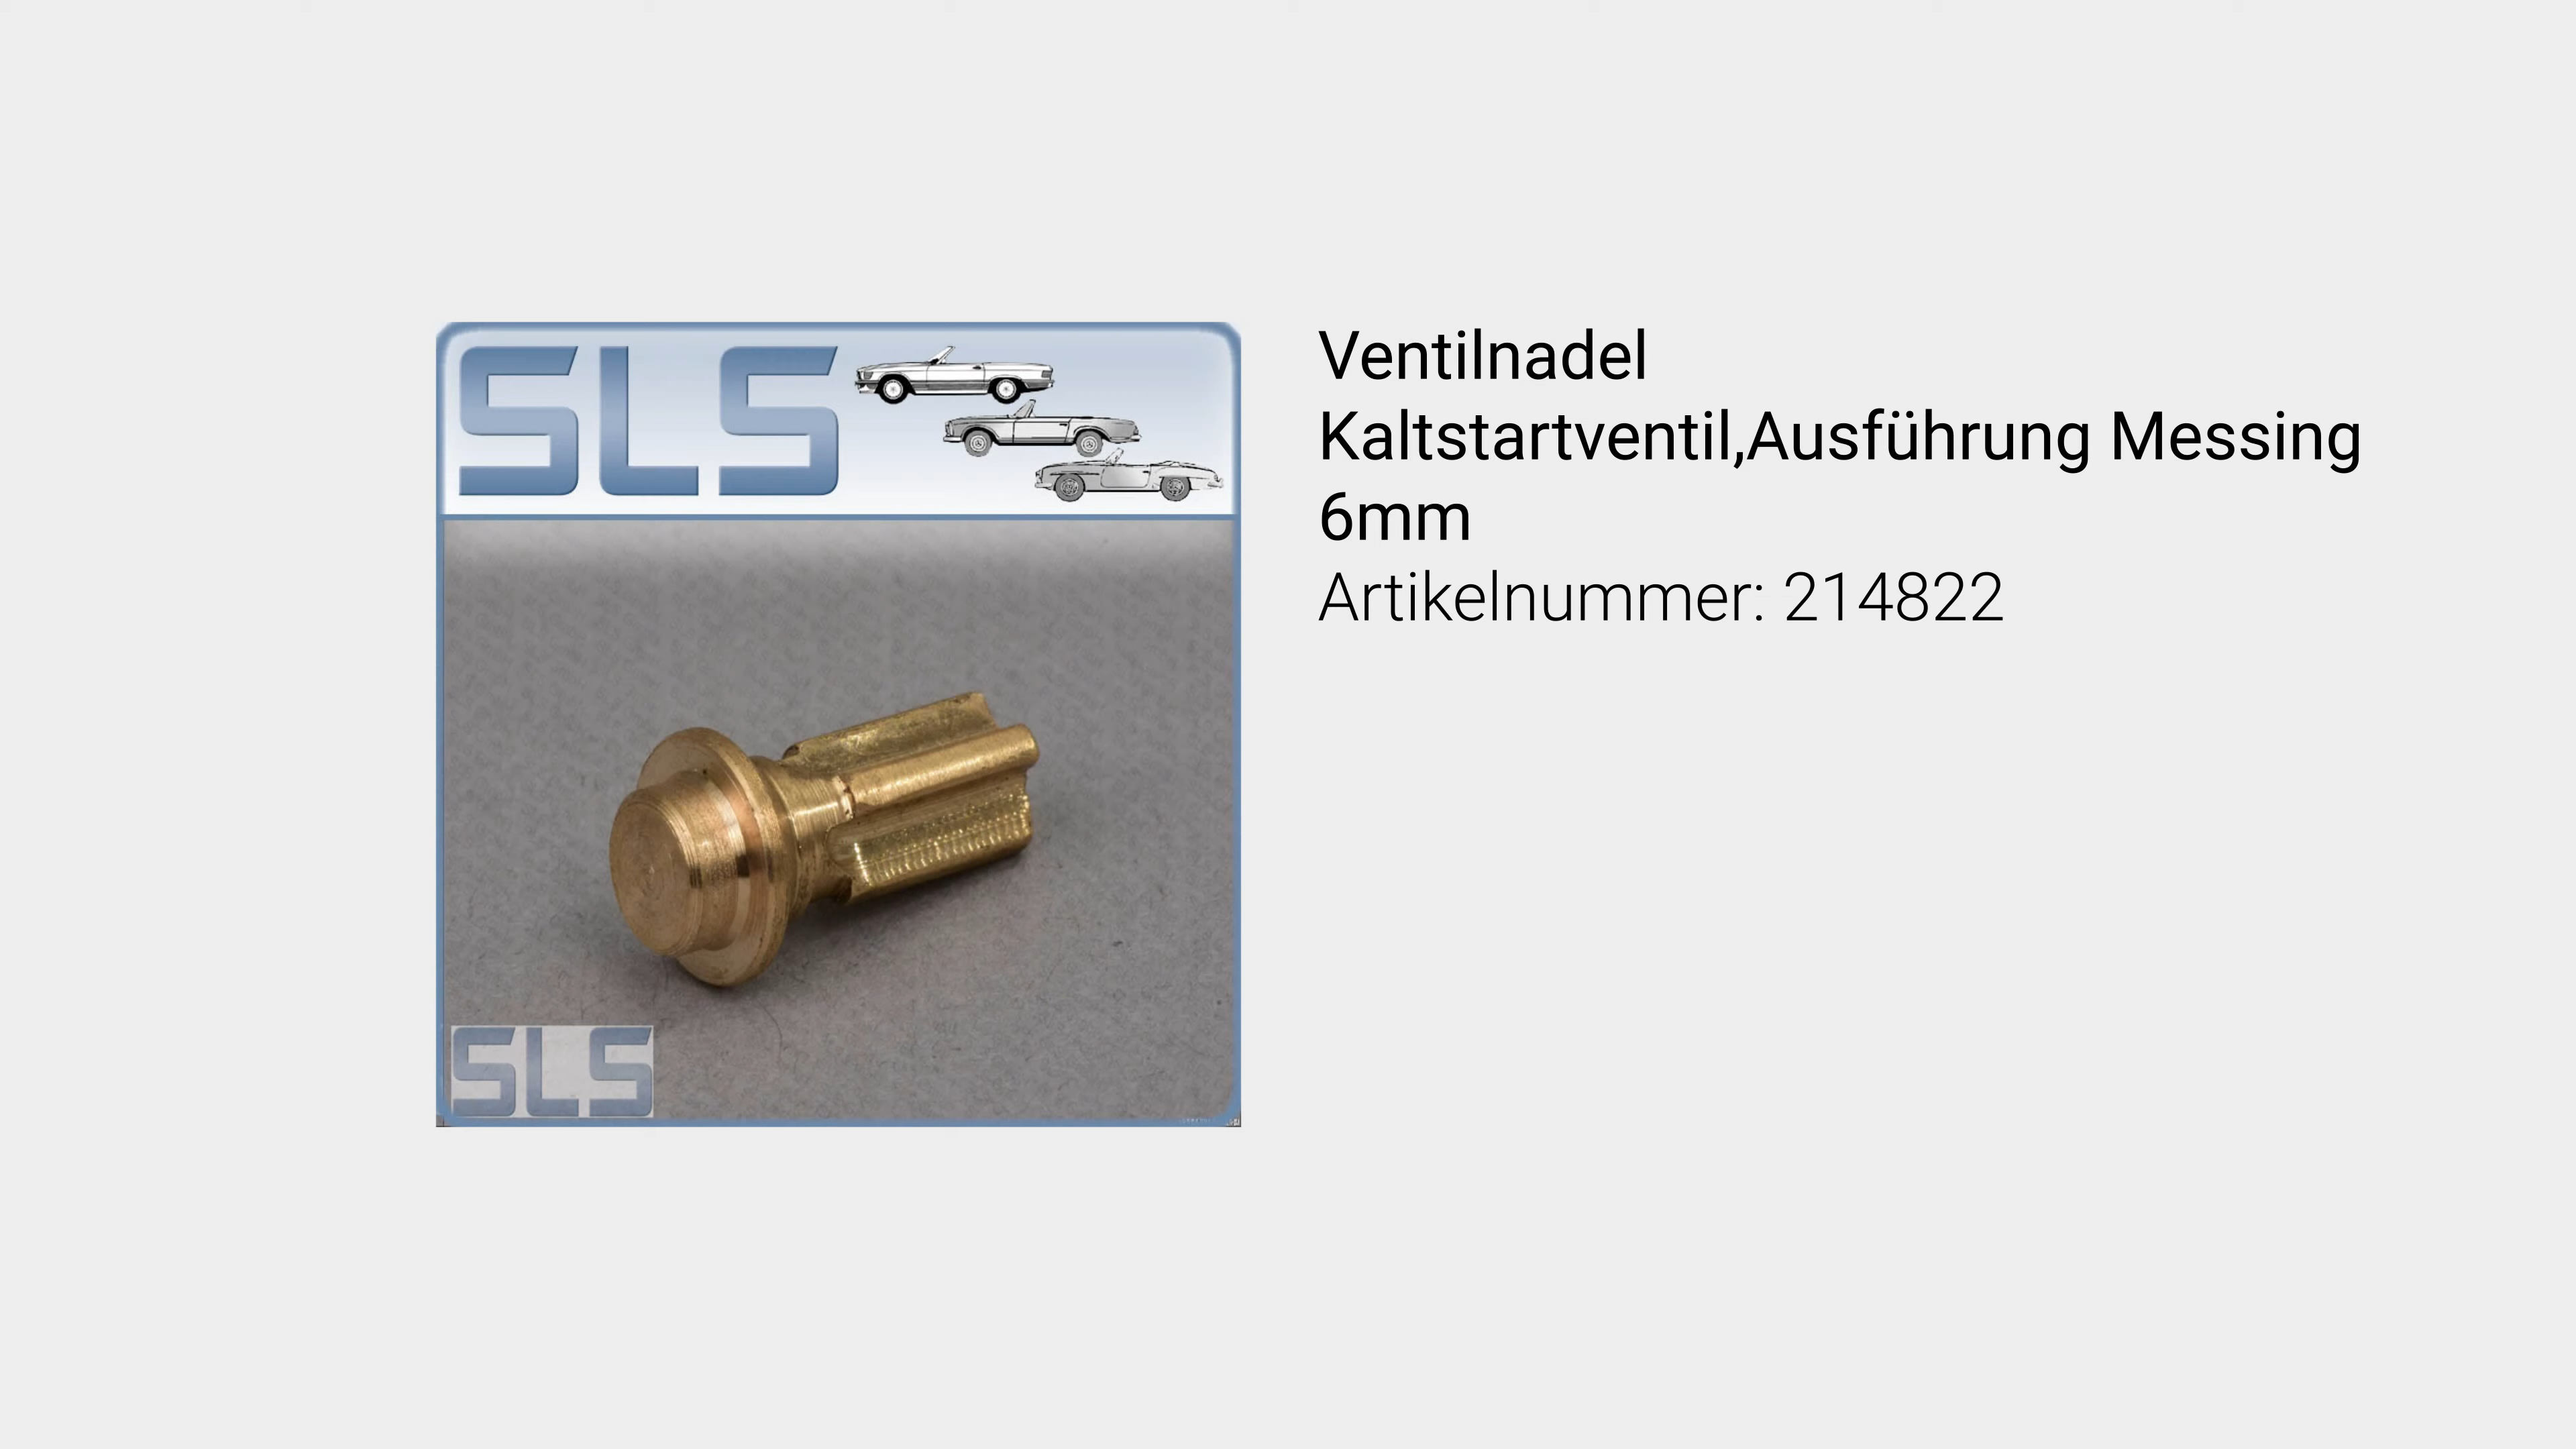 SLS
Ventilnadel
Kaltstartventil,Ausführung Messing
6mm
Artikelnummer: 214822
SLS